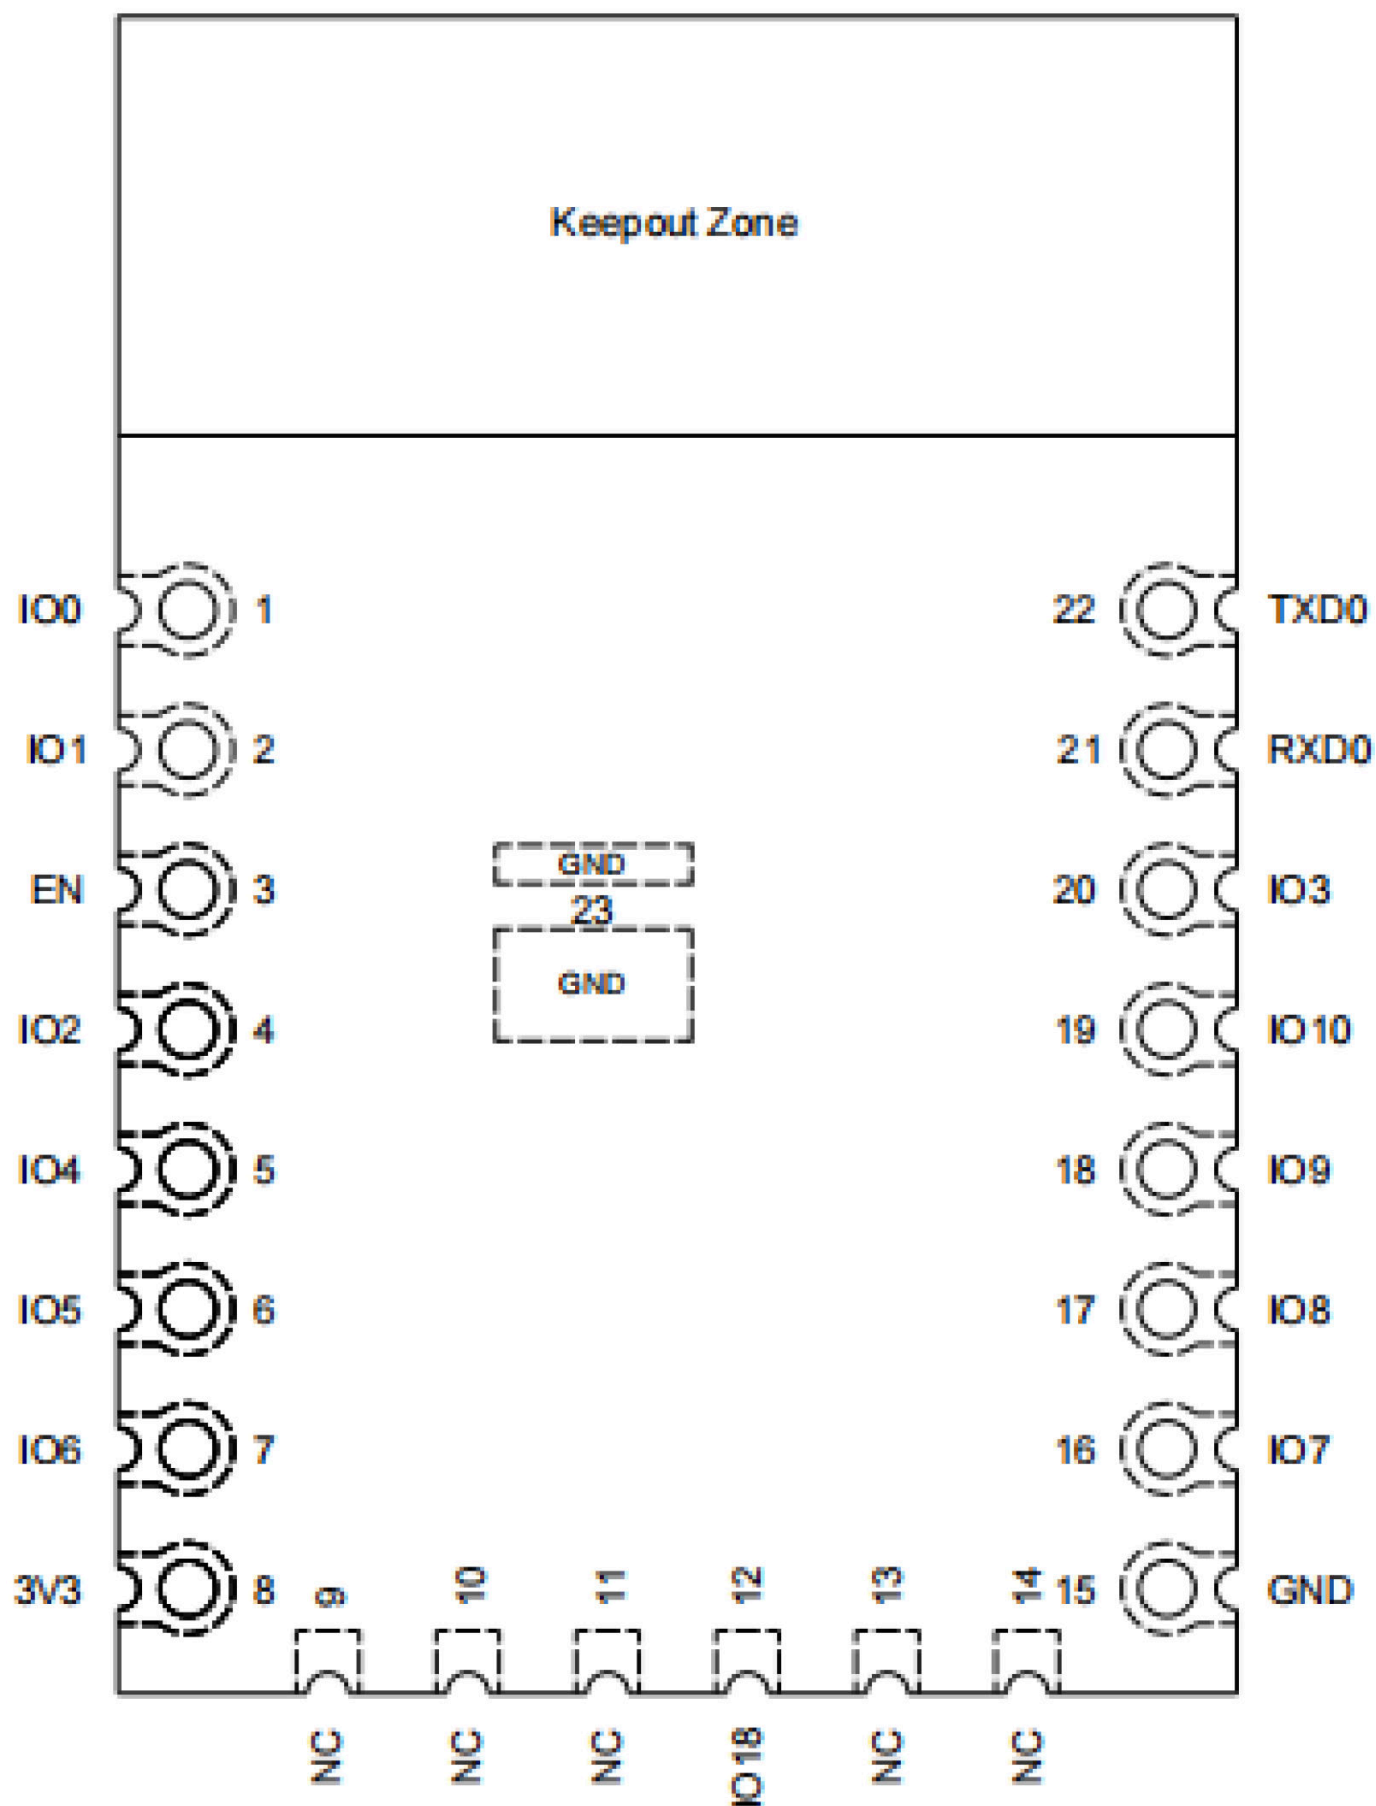 Keepout Zone
IO0 1 22 TXD0
IO1 2 21 RXD0
GND
EN 3 20 IO3
23
GND
IO2 4 19 IO10
IO4 5 18 IO9
IO5 6 17 IO8
IO6 7 16 IO7
3V3 8 9 10 11 12 13 14 15 GND
NC NC NC IO18 NC NC